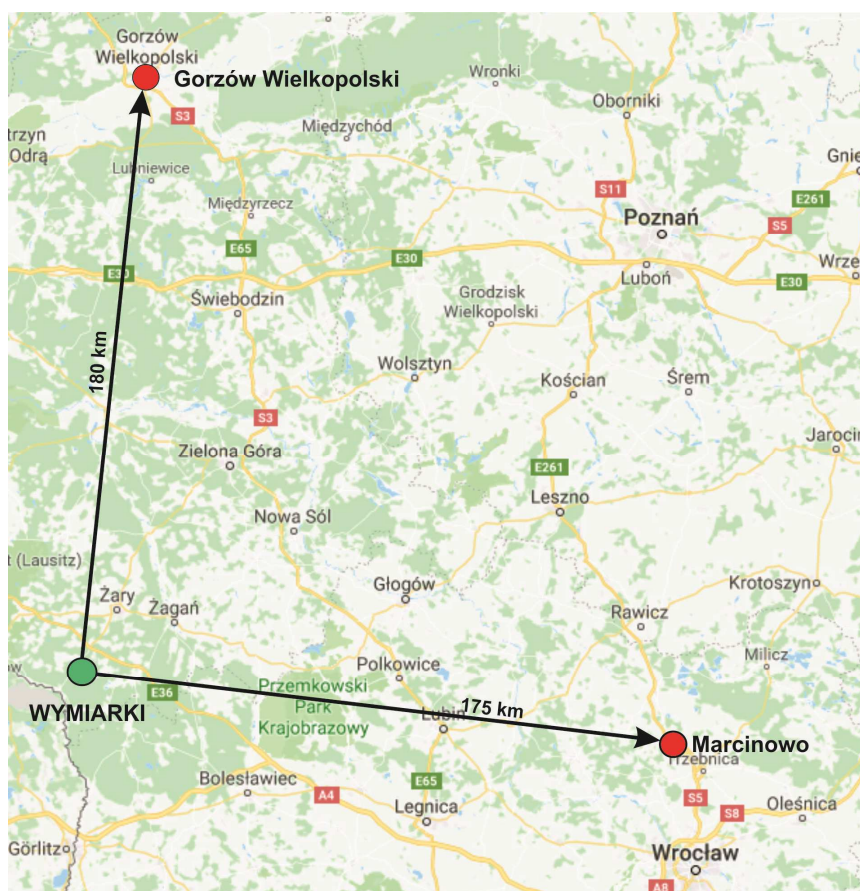 Gorzów
Wielkopolski
Gorzów Wielkopolski
Wronki
S3
Oborniki
Międzychód
trzyn
Odrą
Gnie
Lubniewice
S11
E261
Międzyrzecz
Poznań
S5
E65
E30
E30
Wrze
Luboń
E30
Świebodzin
Grodzisk
Wielkopolski
180 km
Wolsztyn
Kościan
Śrem
S3
Jarocin
Zielona Góra
E261
Leszno
Nowa Sól
t (Lausitz)
Głogów
Krotoszyn
Żary
Żagań
Rawicz
Milicz
ow
Polkowice
WYMIARKI
E36
Przemkowski
Park
Krajobrazowy
175 km
Lubin
Marcinowo
Trzebnica
Bolesławiec
E65
A4
S5
S8
Oleśnica
Legnica
Görlitz
Wrocław
A8